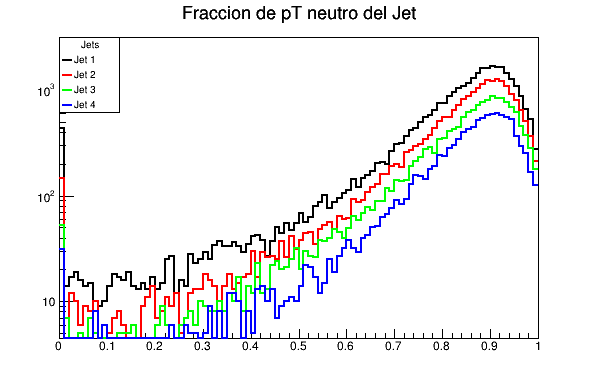 Fraccion de pT neutro del Jet
Jets
Jet 1
Jet 2
Jet 3
Jet 4
10³
10²
10
0 0.1 0.2 0.3 0.4 0.5 0.6 0.7 0.8 0.9 1